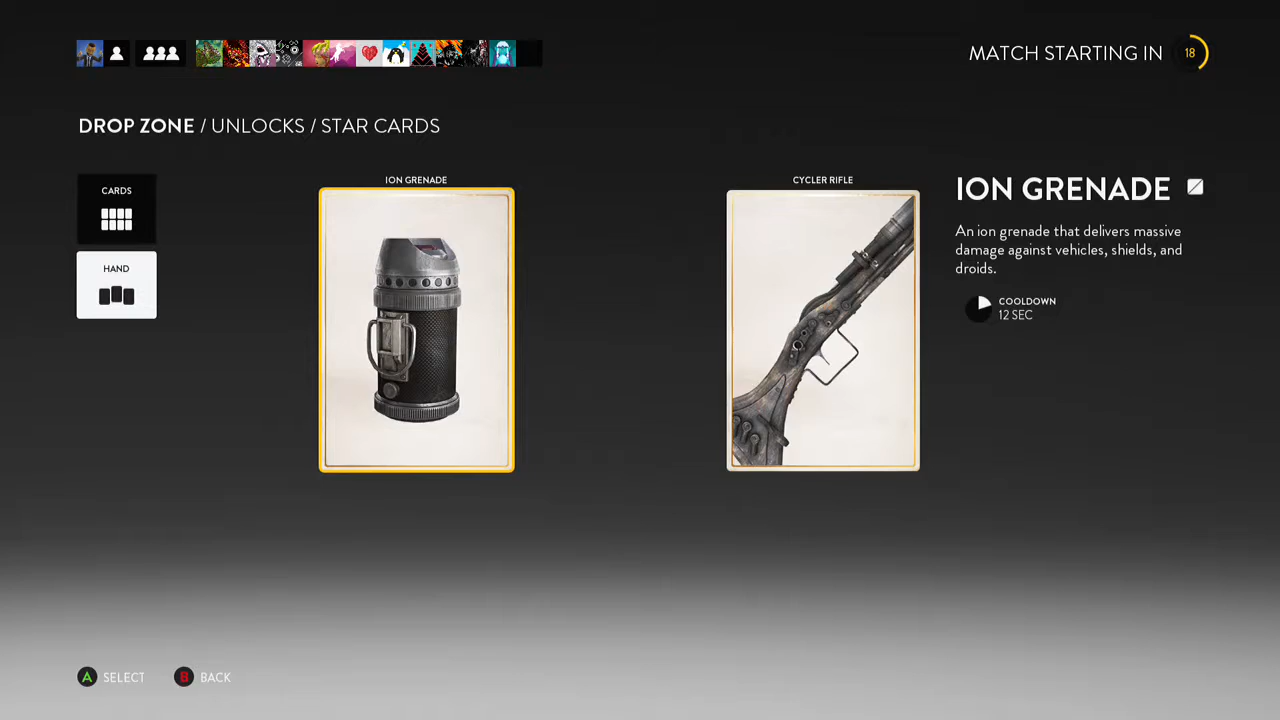 MATCH STARTING IN 18
DROP ZONE / UNLOCKS / STAR CARDS
CARDS
HAND
ION GRENADE
CYCLER RIFLE
ION GRENADE
An ion grenade that delivers massive
damage against vehicles, shields, and
droids.
COOLDOWN
12 SEC
A SELECT B BACK